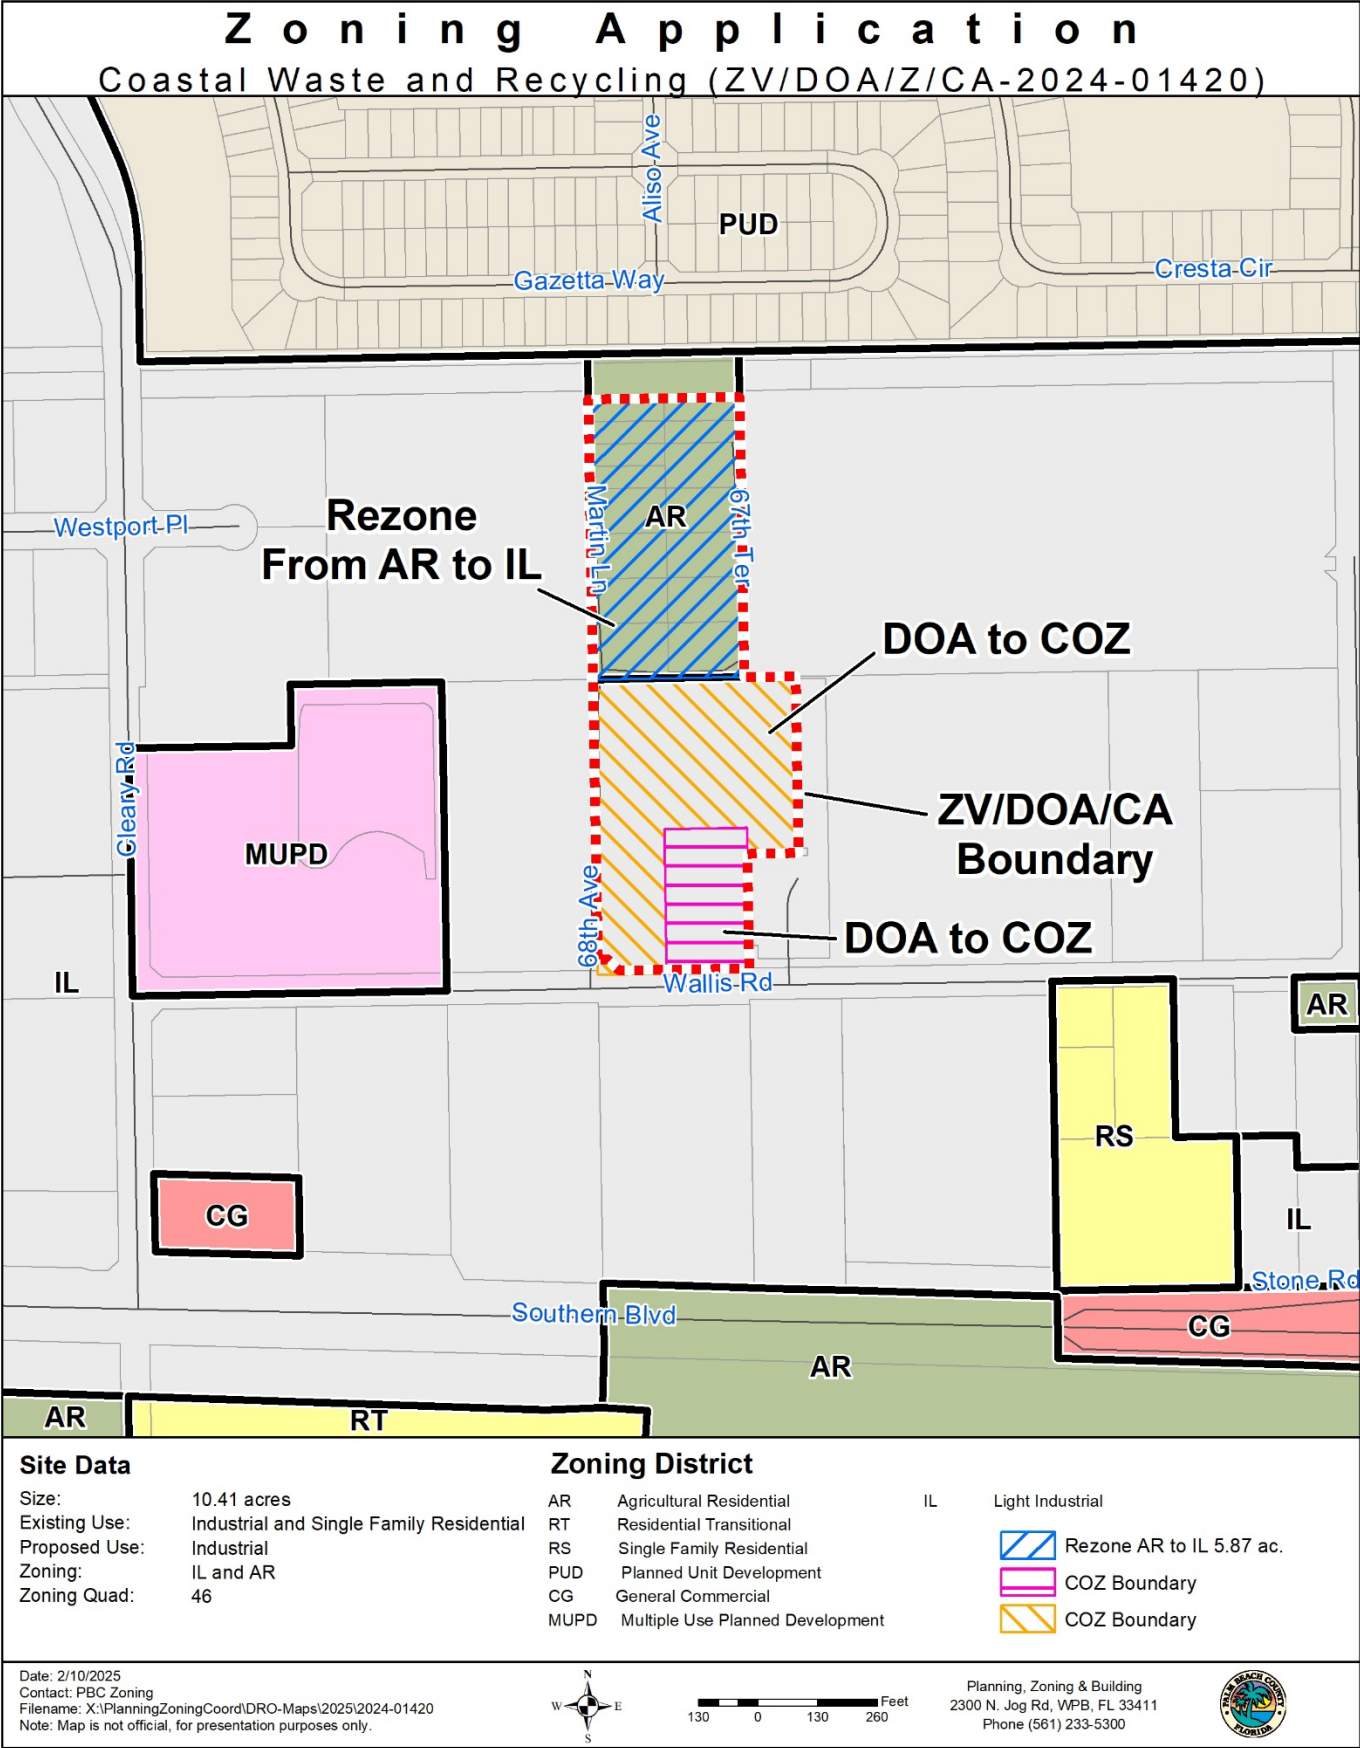 Zoning Application
Coastal Waste and Recycling (ZV/DOA/Z/CA-2024-01420)
Aliso Ave
PUD
Gazetta Way
Cresta Cir
Westport Pl
Rezone
From AR to IL
Martin Ln
AR
67th Ter
DOA to COZ
Cleary Rd
MUPD
ZV/DOA/CA
Boundary
68th Ave
DOA to COZ
Wallis Rd
IL
AR
RS
CG
IL
Stone Rd
Southern Blvd
CG
AR
AR
RT
Site Data
Size: 10.41 acres
Existing Use: Industrial and Single Family Residential
Proposed Use: Industrial
Zoning: IL and AR
Zoning Quad: 46
Zoning District
AR Agricultural Residential
RT Residential Transitional
RS Single Family Residential
PUD Planned Unit Development
CG General Commercial
MUPD Multiple Use Planned Development
IL Light Industrial
Rezone AR to IL 5.87 ac.
COZ Boundary
COZ Boundary
Date: 2/10/2025
Contact: PBC Zoning
Filename: X:\PlanningZoningCoord\DRO-Maps\2025\2024-01420
Note: Map is not official, for presentation purposes only.
N
W E
S
Feet
130 0 130 260
Planning, Zoning & Building
2300 N. Jog Rd, WPB, FL 33411
Phone (561) 233-5300
PALM BEACH COUNTY
FLORIDA